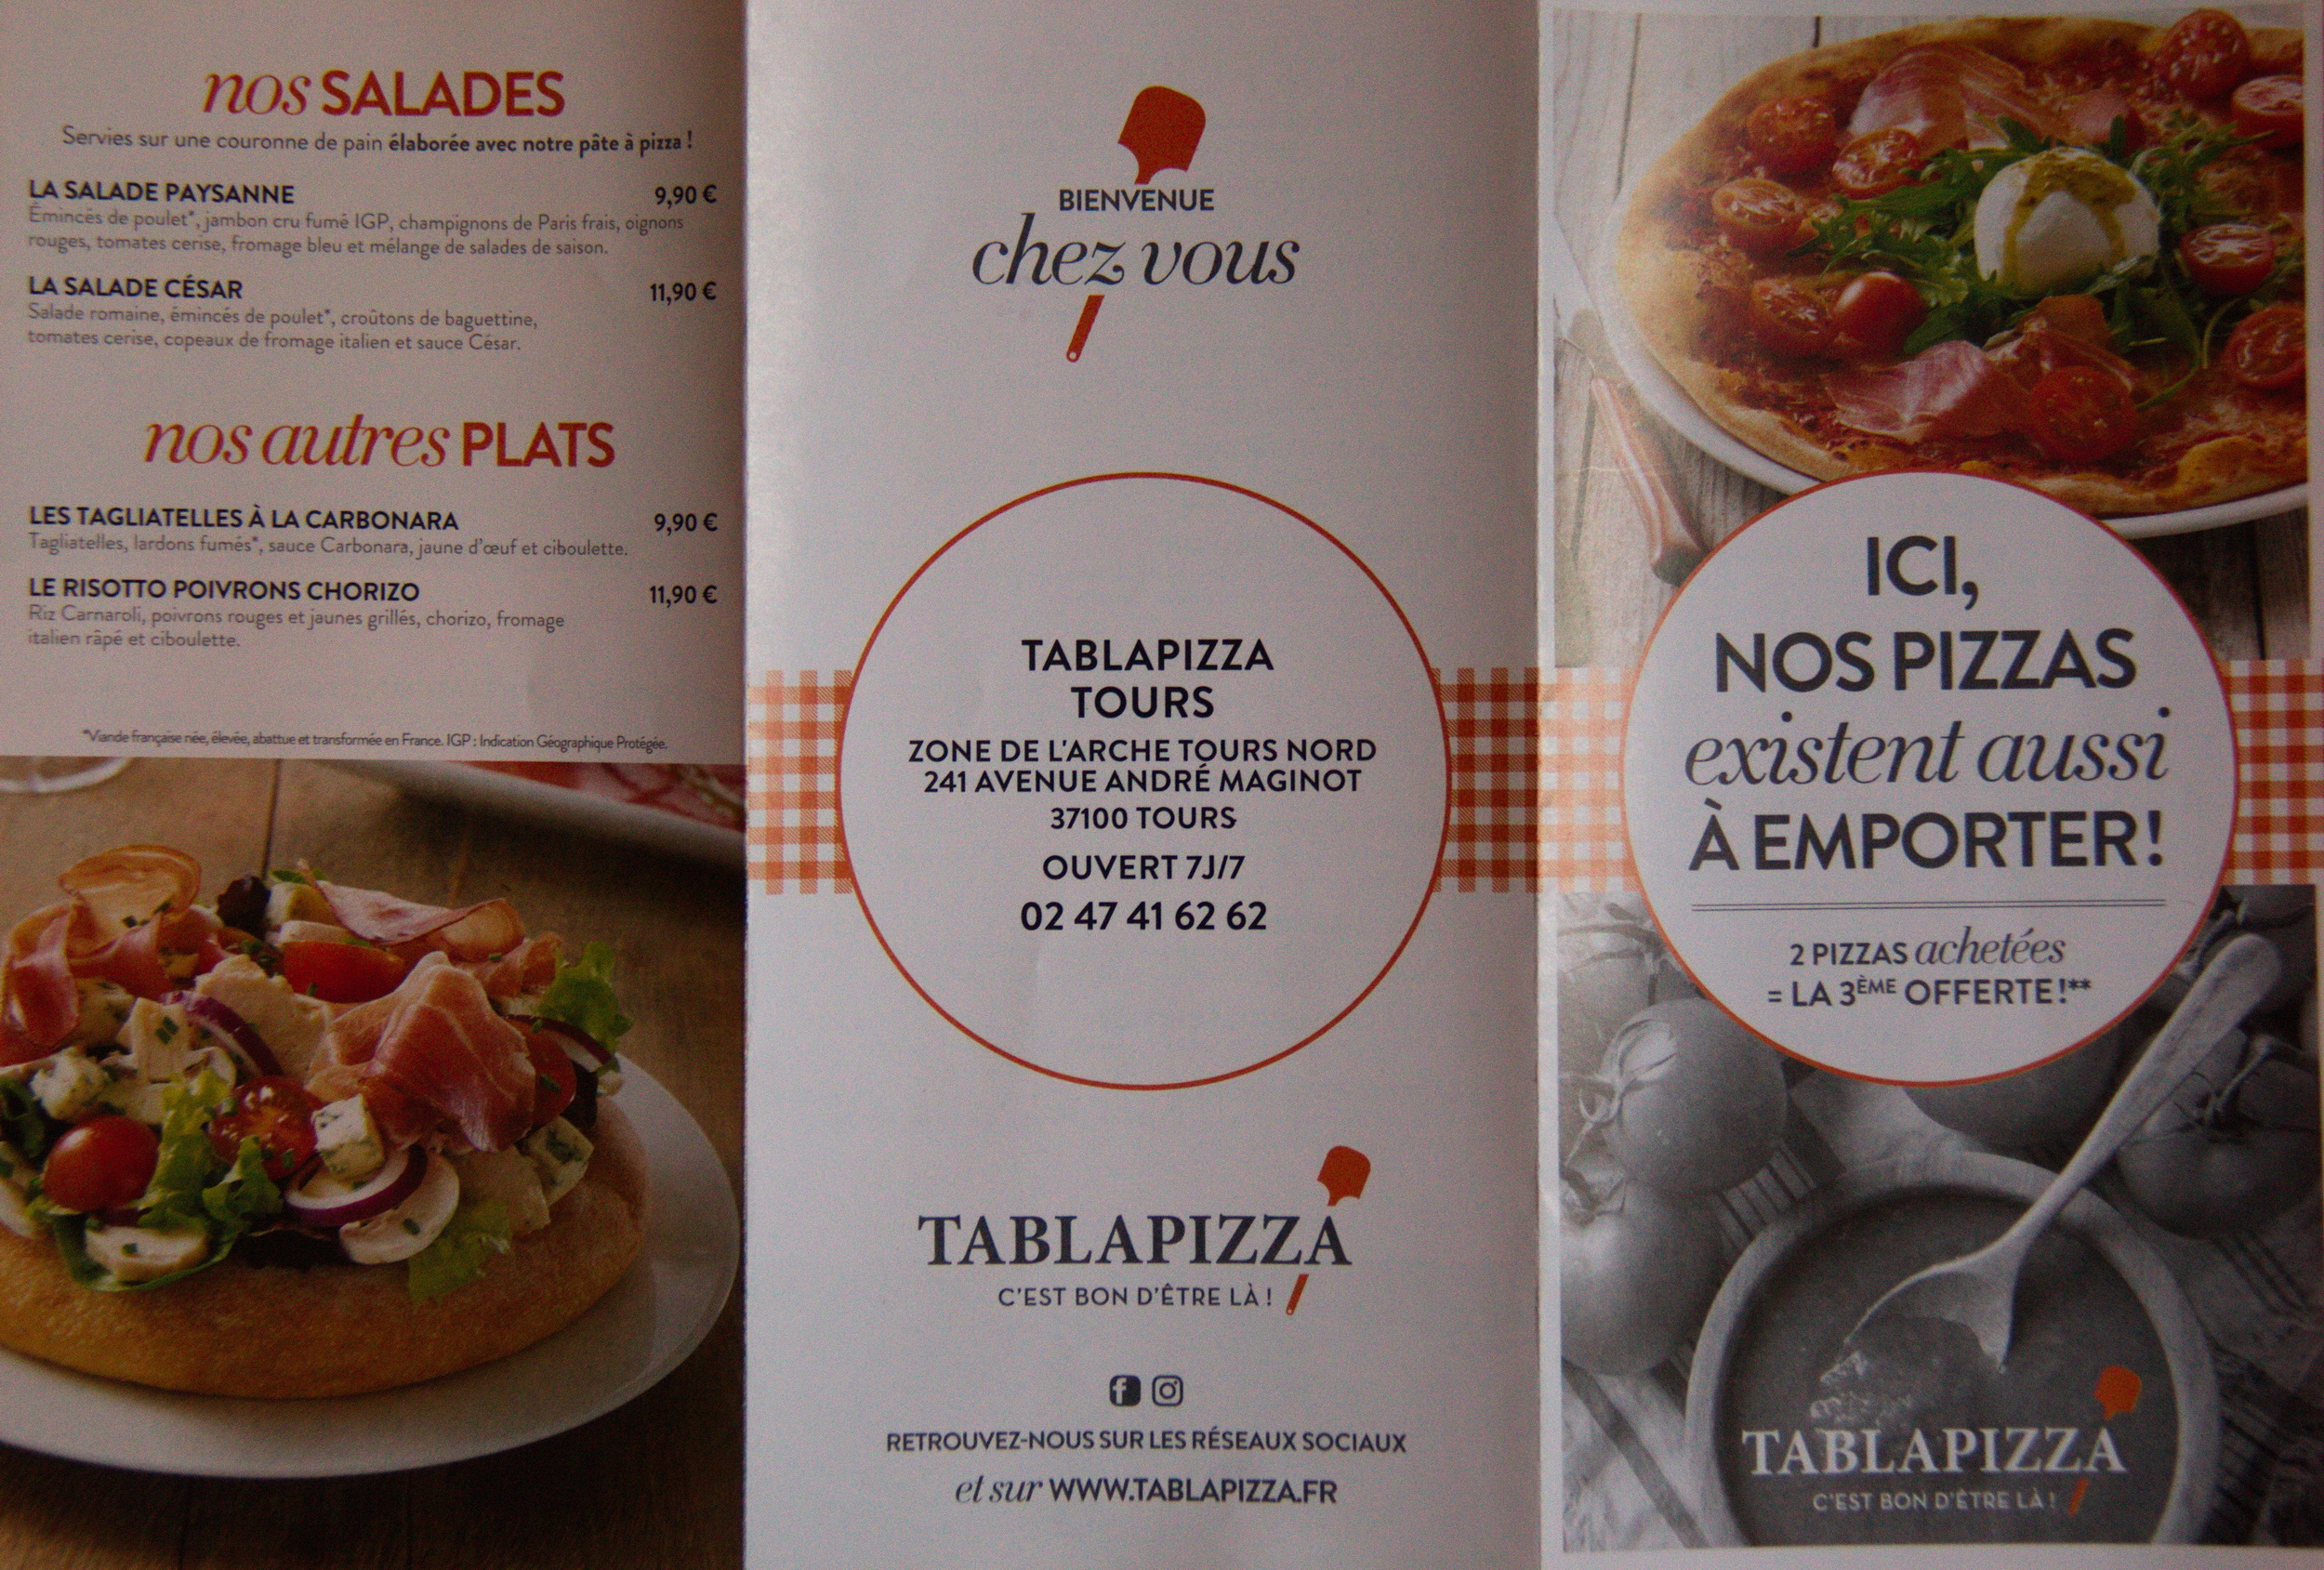 nos SALADES
Servies sur une couronne de pain élaborée avec notre pâte à pizza !
LA SALADE PAYSANNE 9,90 €
Émincés de poulet*, jambon cru fumé IGP, champignons de Paris frais, oignons
rouges, tomates cerise, fromage bleu et mélange de salades de saison.
LA SALADE CÉSAR 11,90 €
Salade romaine, émincés de poulet*, croûtons de baguettine,
tomates cerise, copeaux de fromage italien et sauce César.
nos autres PLATS
LES TAGLIATELLES À LA CARBONARA 9,90 €
Tagliatelles, lardons fumés*, sauce Carbonara, jaune d'œuf et ciboulette.
LE RISOTTO POIVRONS CHORIZO 11,90 €
Riz Carnaroli, poivrons rouges et jaunes grillés, chorizo, fromage
italien râpé et ciboulette.
*Viande française née, élevée, abattue et transformée en France. IGP : Indication Géographique Protégée.
BIENVENUE
chez vous
TABLAPIZZA
TOURS
ZONE DE L'ARCHE TOURS NORD
241 AVENUE ANDRÉ MAGINOT
37100 TOURS
OUVERT 7J/7
02 47 41 62 62
TABLAPIZZA
C'EST BON D'ÊTRE LÀ !
RETROUVEZ-NOUS SUR LES RÉSEAUX SOCIAUX
et sur WWW.TABLAPIZZA.FR
ICI,
NOS PIZZAS
existent aussi
À EMPORTER !
2 PIZZAS achetées
= LA 3ÈME OFFERTE !**
TABLAPIZZA
C'EST BON D'ÊTRE LÀ !